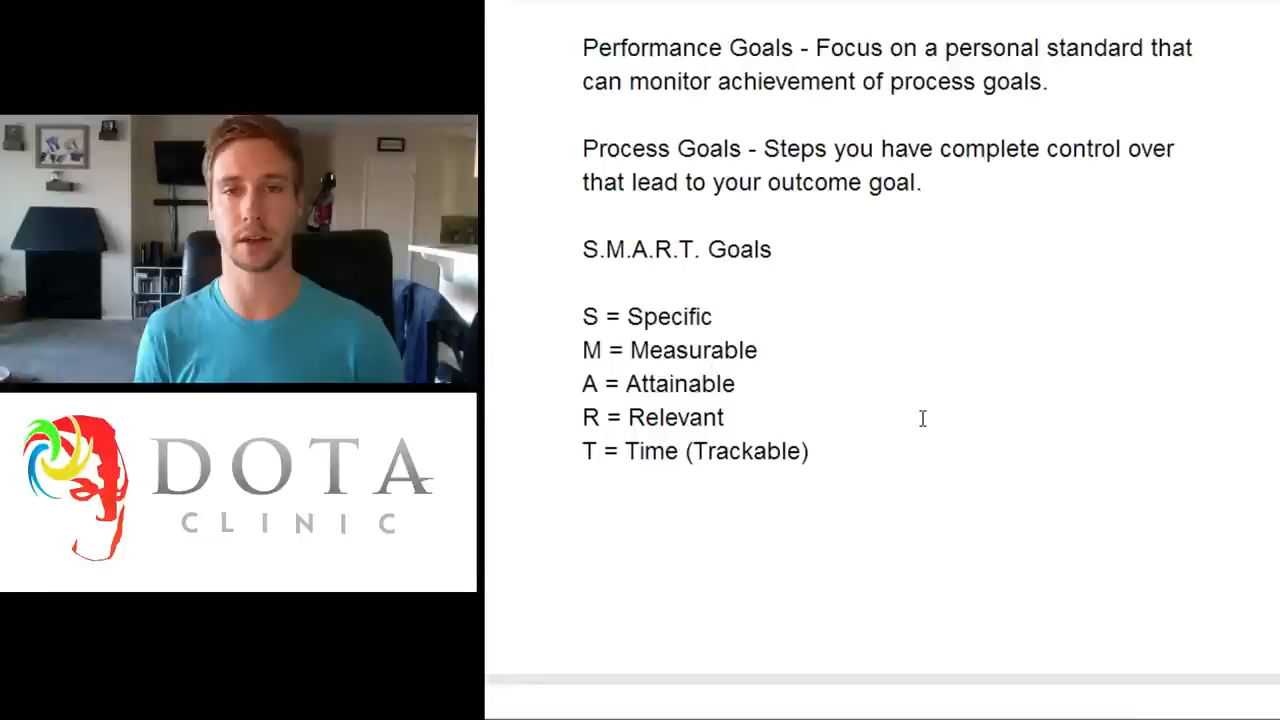 Performance Goals - Focus on a personal standard that
can monitor achievement of process goals.
Process Goals - Steps you have complete control over
that lead to your outcome goal.
S.M.A.R.T. Goals
S = Specific
M = Measurable
A = Attainable
R = Relevant
T = Time (Trackable)
DOTA
CLINIC